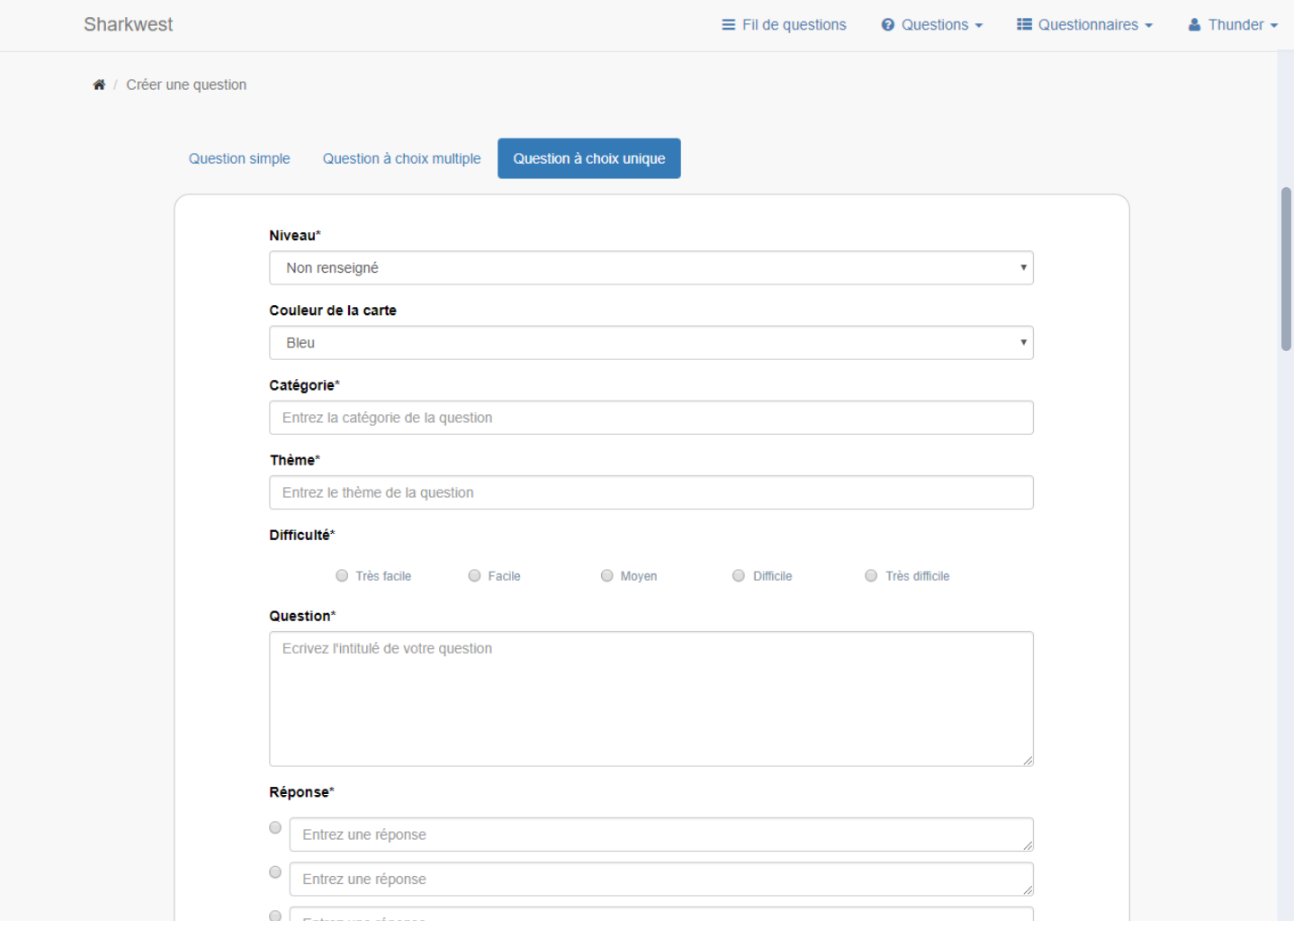 Sharkwest Fil de questions Questions Questionnaires Thunder
/ Créer une question
Question simple Question à choix multiple Question à choix unique
Niveau*
Non renseigné
Couleur de la carte
Bleu
Catégorie*
Entrez la catégorie de la question
Thème*
Entrez le thème de la question
Difficulté*
Très facile Facile Moyen Difficile Très difficile
Question*
Ecrivez l'intitulé de votre question
Réponse*
Entrez une réponse
Entrez une réponse